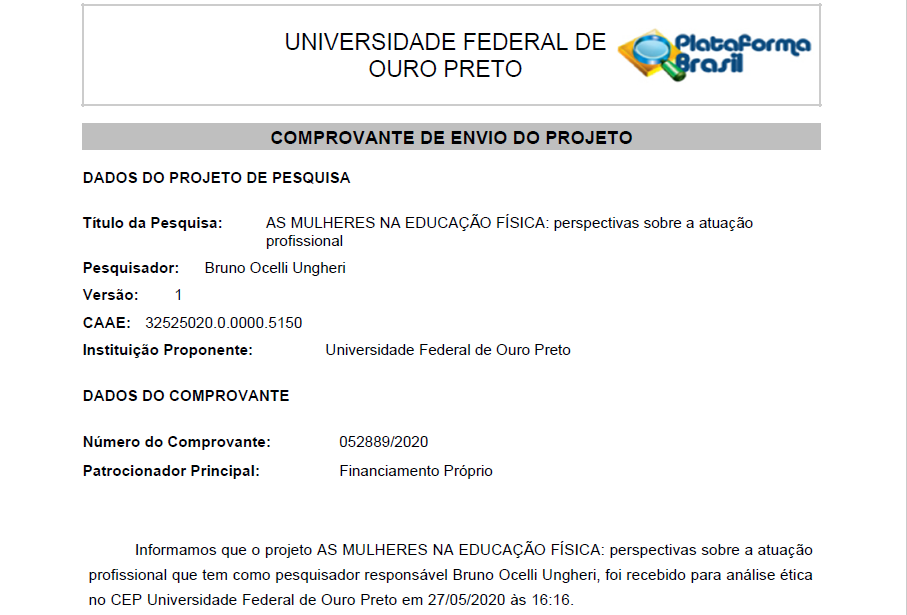 UNIVERSIDADE FEDERAL DE
OURO PRETO
Plataforma
Brasil
COMPROVANTE DE ENVIO DO PROJETO
DADOS DO PROJETO DE PESQUISA
Título da Pesquisa: AS MULHERES NA EDUCAÇÃO FÍSICA: perspectivas sobre a atuação
profissional
Pesquisador: Bruno Ocelli Ungheri
Versão: 1
CAAE: 32525020.0.0000.5150
Instituição Proponente: Universidade Federal de Ouro Preto
DADOS DO COMPROVANTE
Número do Comprovante: 052889/2020
Patrocionador Principal: Financiamento Próprio
Informamos que o projeto AS MULHERES NA EDUCAÇÃO FÍSICA: perspectivas sobre a atuação
profissional que tem como pesquisador responsável Bruno Ocelli Ungheri, foi recebido para análise ética
no CEP Universidade Federal de Ouro Preto em 27/05/2020 às 16:16.